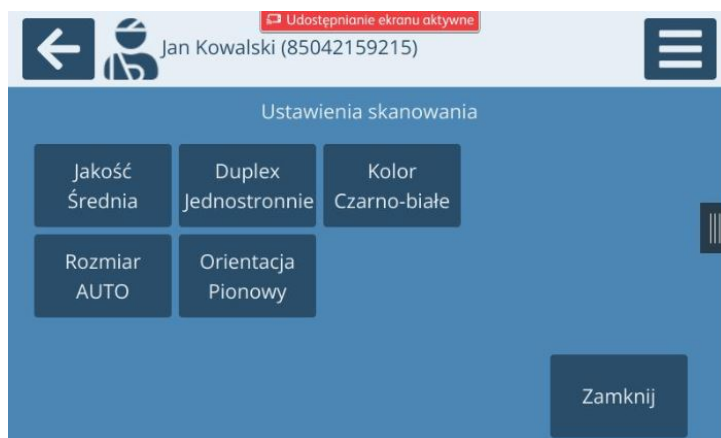 Udostępnianie ekranu aktywne
Jan Kowalski (85042159215)
Ustawienia skanowania
Jakość
Średnia
Duplex
Jednostronnie
Kolor
Czarno-białe
Rozmiar
AUTO
Orientacja
Pionowy
Zamknij